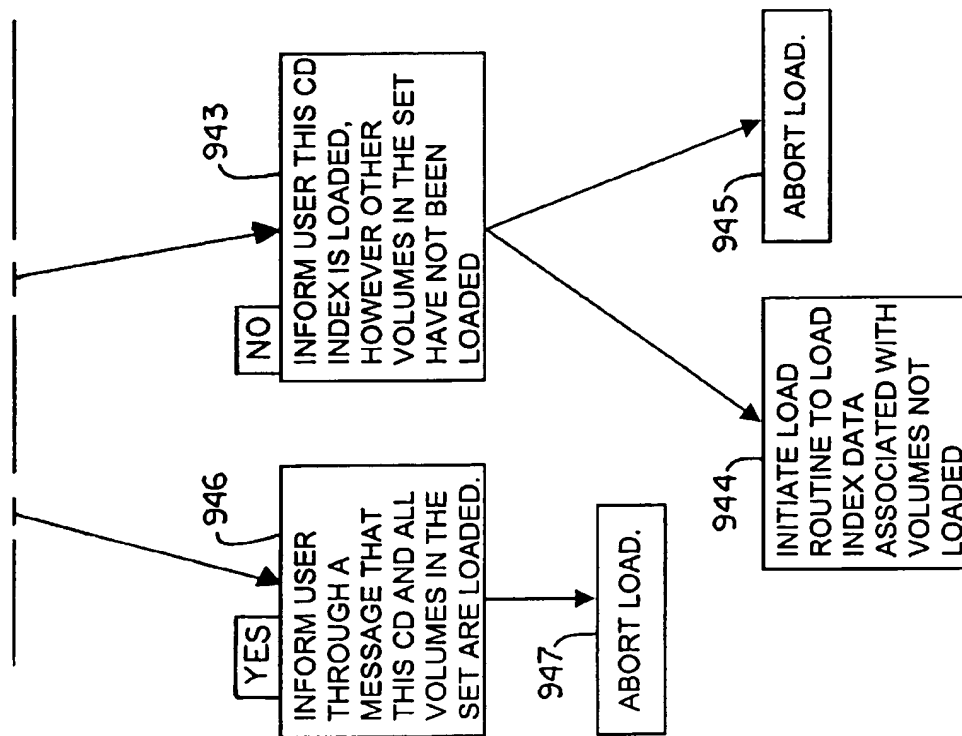 YES
946
INFORM USER
THROUGH A
MESSAGE THAT
THIS CD AND ALL
VOLUMES IN THE
SET ARE LOADED.
947
ABORT LOAD.
NO
943
INFORM USER THIS CD
INDEX IS LOADED,
HOWEVER OTHER
VOLUMES IN THE SET
HAVE NOT BEEN
LOADED
944
INITIATE LOAD
ROUTINE TO LOAD
INDEX DATA
ASSOCIATED WITH
VOLUMES NOT
LOADED
945
ABORT LOAD.